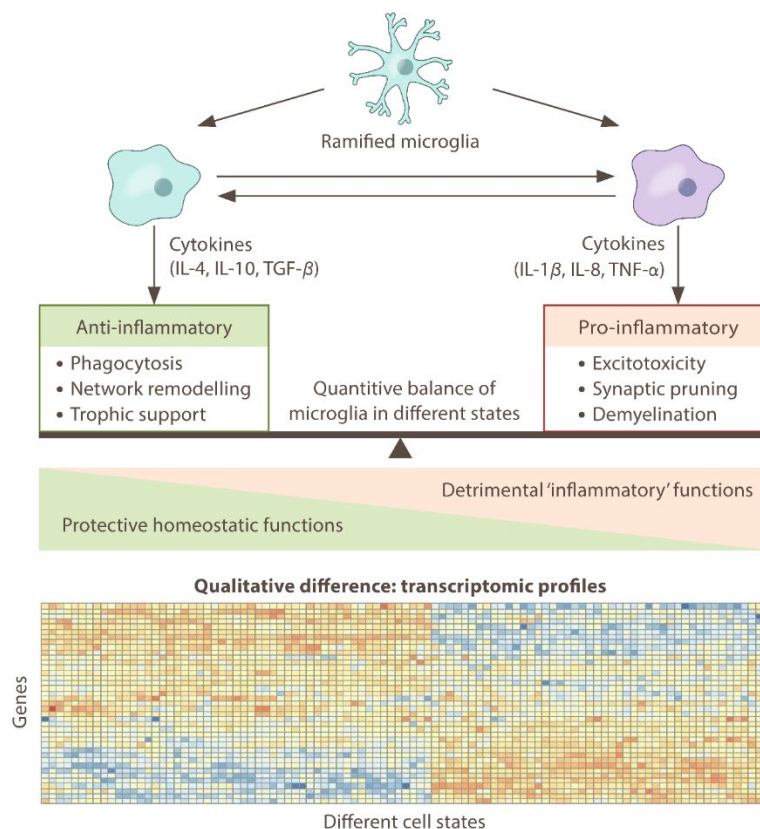 Ramified microglia
Cytokines
(IL-4, IL-10, TGF-β)
Cytokines
(IL-1β, IL-8, TNF-α)
Anti-inflammatory
• Phagocytosis
• Network remodelling
• Trophic support
Quantitive balance of
microglia in different states
Pro-inflammatory
• Excitotoxicity
• Synaptic pruning
• Demyelination
Detrimental ‘inflammatory’ functions
Protective homeostatic functions
Qualitative difference: transcriptomic profiles
Genes
Different cell states